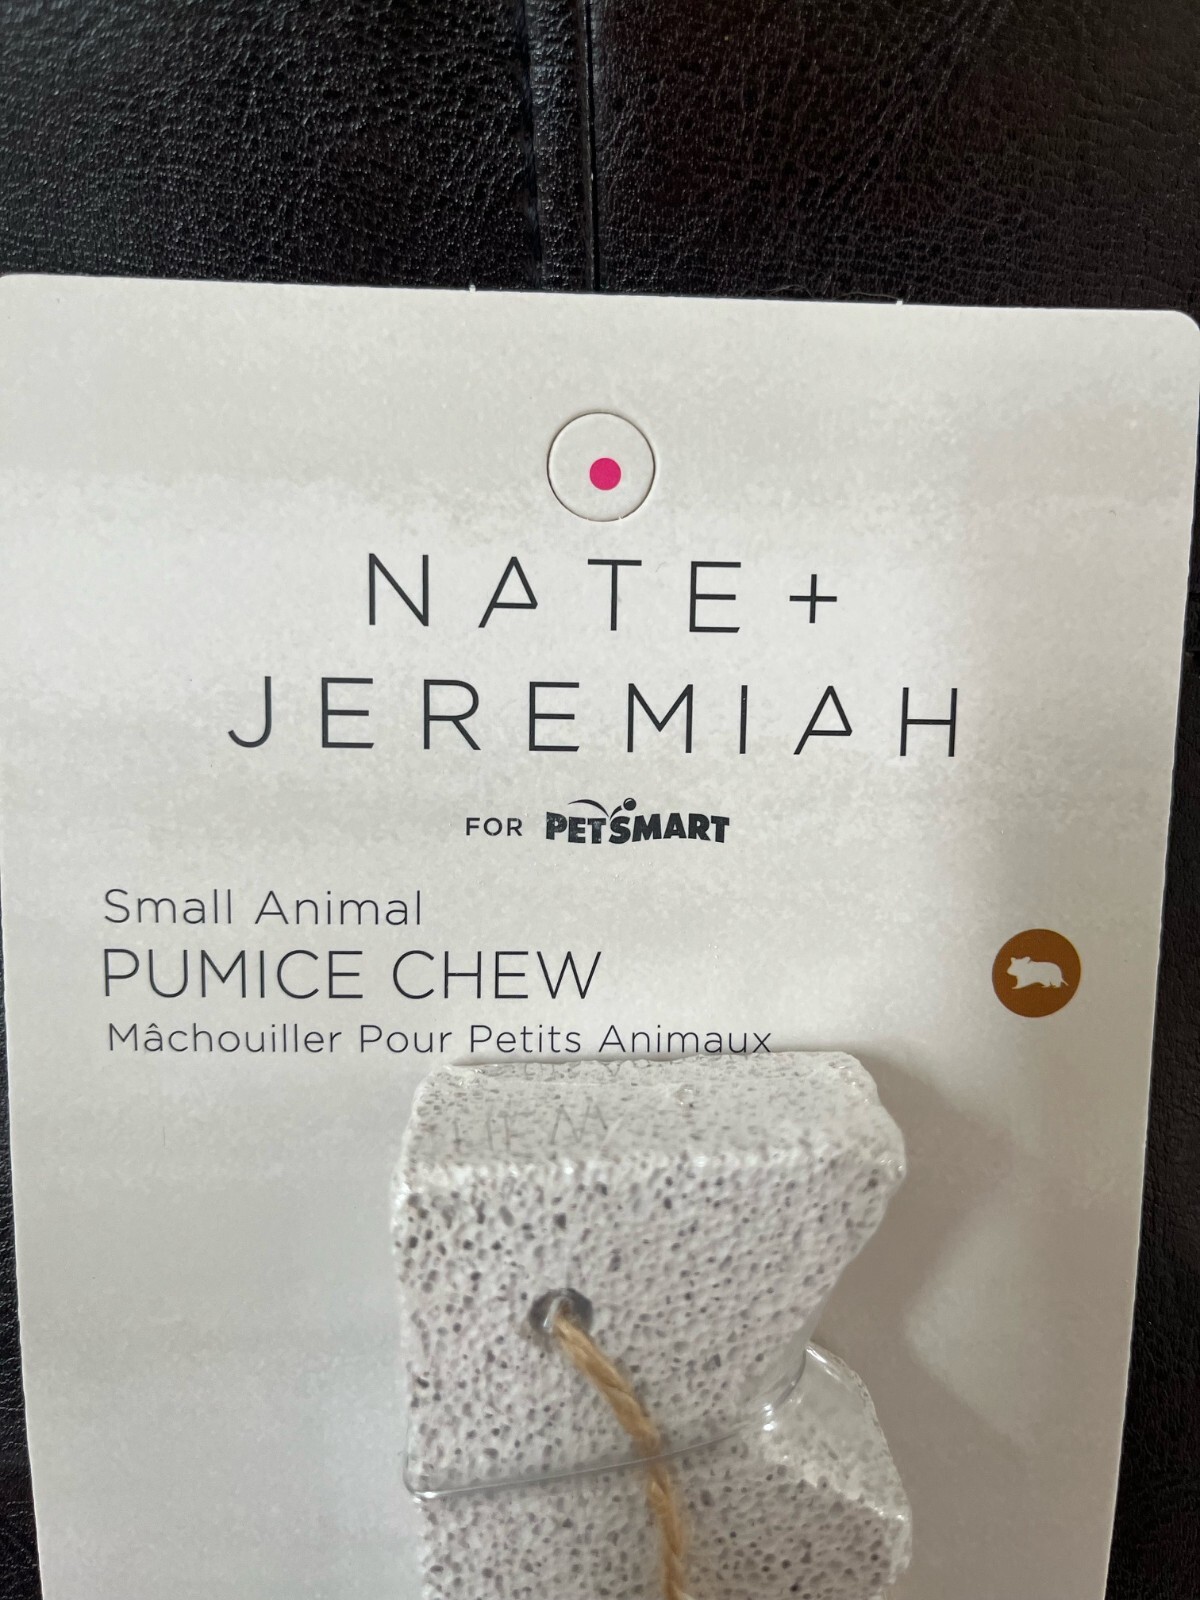 NATE+
JEREMIAH
FOR PETSMART
Small Animal
PUMICE CHEW
Mâchouiller Pour Petits Animaux